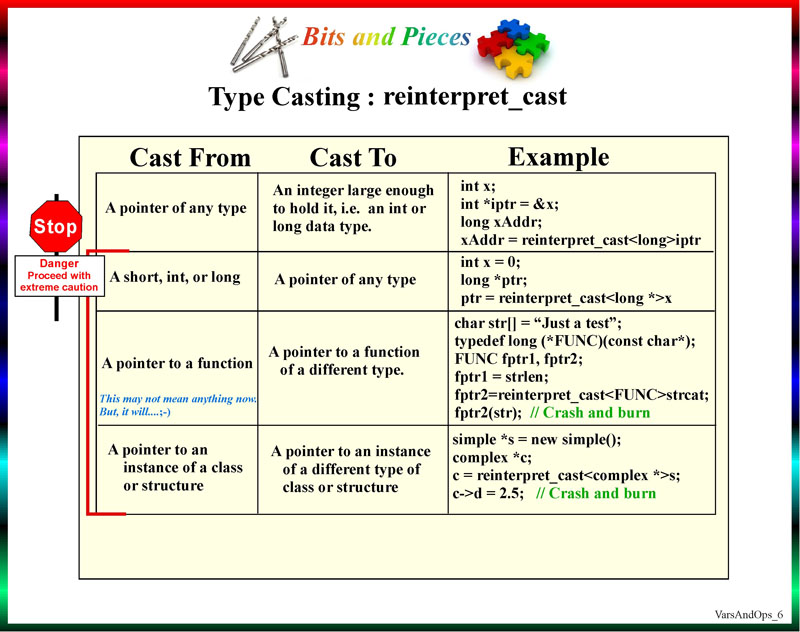 Bits and Pieces
Type Casting : reinterpret_cast
Cast From Cast To Example
A pointer of any type
An integer large enough
to hold it, i.e. an int or
long data type.
int x;
int *iptr = &x;
long xAddr;
xAddr = reinterpret_cast<long>iptr
Stop
Danger
Proceed with
extreme caution
A short, int, or long
A pointer of any type
int x = 0;
long *ptr;
ptr = reinterpret_cast<long *>x
A pointer to a function
This may not mean anything now.
But, it will....;-)
A pointer to a function
of a different type.
char str[] = “Just a test”;
typedef long (*FUNC)(const char*);
FUNC fptr1, fptr2;
fptr1 = strlen;
fptr2=reinterpret_cast<FUNC>strcat;
fptr2(str); // Crash and burn
A pointer to an
instance of a class
or structure
A pointer to an instance
of a different type of
class or structure
simple *s = new simple();
complex *c;
c = reinterpret_cast<complex *>s;
c->d = 2.5; // Crash and burn
VarsAndOps_6